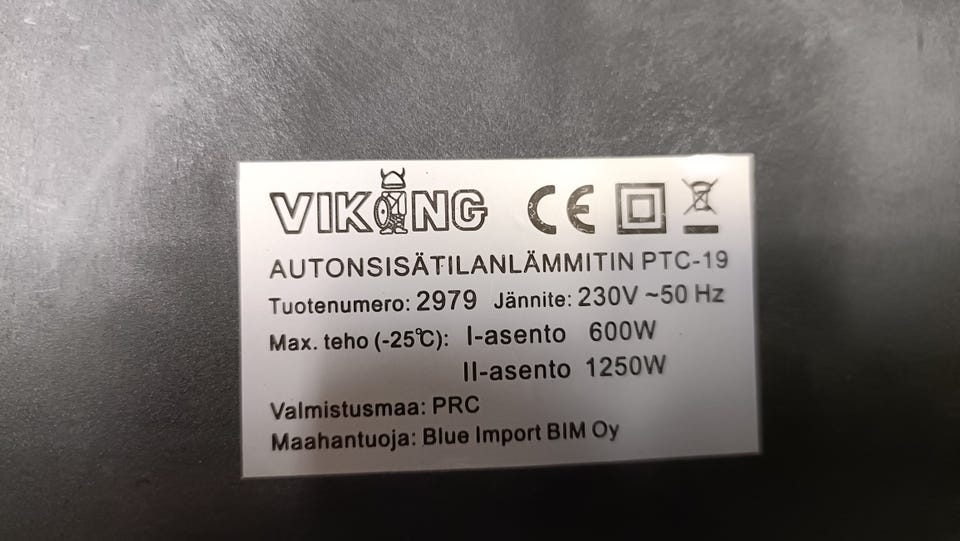 VIKING CE
AUTONSISÄTILANLÄMMITIN PTC-19
Tuotenumero: 2979 Jännite: 230V ~50 Hz
Max. teho (-25℃): I-asento 600W
II-asento 1250W
Valmistusmaa: PRC
Maahantuoja: Blue Import BIM Oy